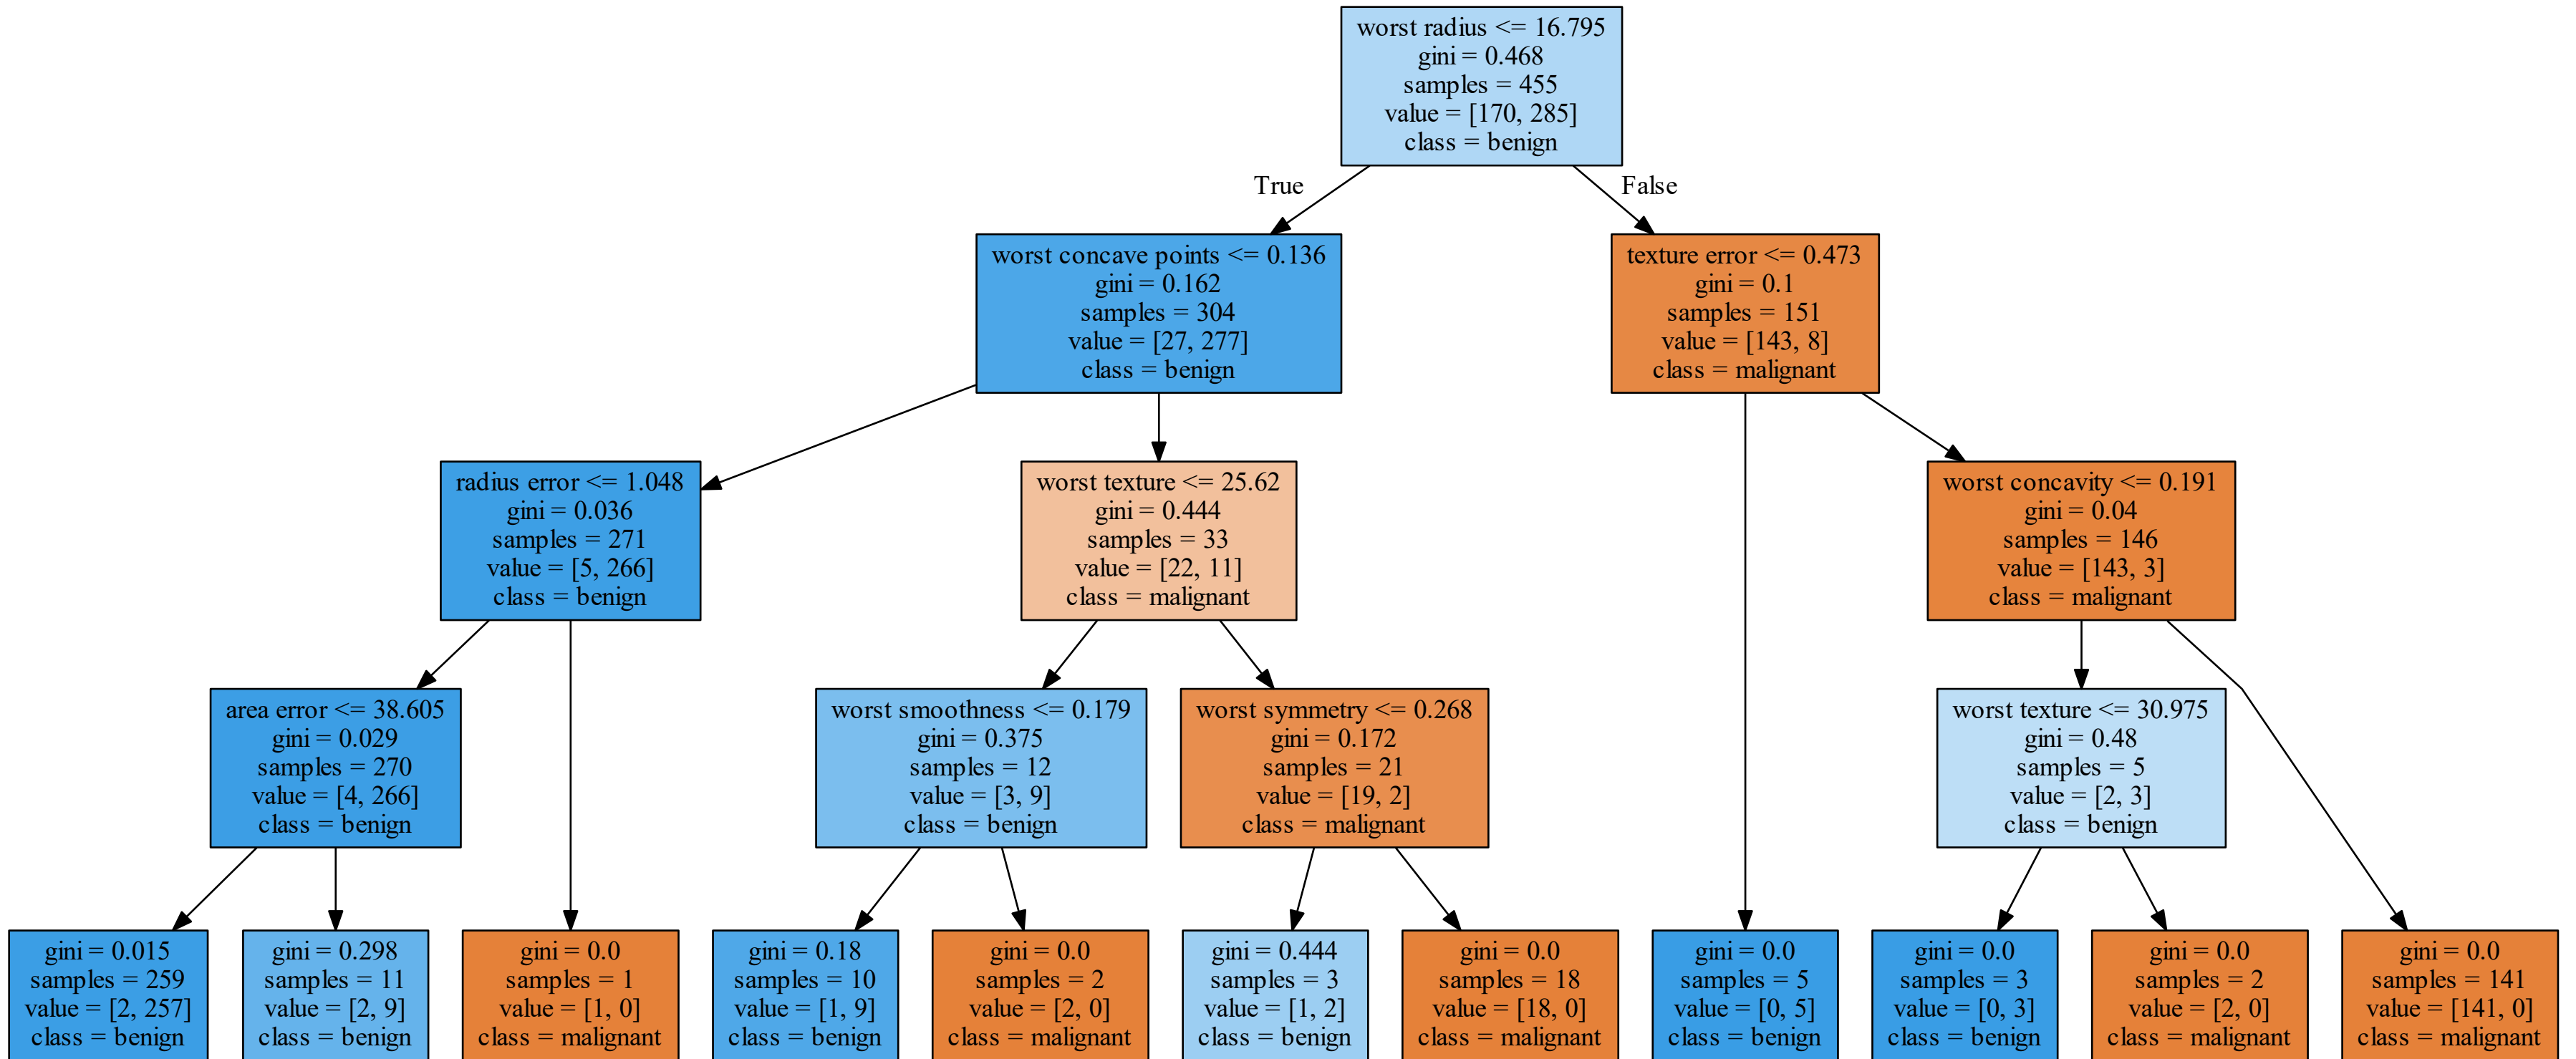 worst radius <= 16.795
gini = 0.468
samples = 455
value = [170, 285]
class = benign
True
False
worst concave points <= 0.136
gini = 0.162
samples = 304
value = [27, 277]
class = benign
texture error <= 0.473
gini = 0.1
samples = 151
value = [143, 8]
class = malignant
radius error <= 1.048
gini = 0.036
samples = 271
value = [5, 266]
class = benign
worst texture <= 25.62
gini = 0.444
samples = 33
value = [22, 11]
class = malignant
worst concavity <= 0.191
gini = 0.04
samples = 146
value = [143, 3]
class = malignant
area error <= 38.605
gini = 0.029
samples = 270
value = [4, 266]
class = benign
worst smoothness <= 0.179
gini = 0.375
samples = 12
value = [3, 9]
class = benign
worst symmetry <= 0.268
gini = 0.172
samples = 21
value = [19, 2]
class = malignant
worst texture <= 30.975
gini = 0.48
samples = 5
value = [2, 3]
class = benign
gini = 0.015
samples = 259
value = [2, 257]
class = benign
gini = 0.298
samples = 11
value = [2, 9]
class = benign
gini = 0.0
samples = 1
value = [1, 0]
class = malignant
gini = 0.18
samples = 10
value = [1, 9]
class = benign
gini = 0.0
samples = 2
value = [2, 0]
class = malignant
gini = 0.444
samples = 3
value = [1, 2]
class = benign
gini = 0.0
samples = 18
value = [18, 0]
class = malignant
gini = 0.0
samples = 5
value = [0, 5]
class = benign
gini = 0.0
samples = 3
value = [0, 3]
class = benign
gini = 0.0
samples = 2
value = [2, 0]
class = malignant
gini = 0.0
samples = 141
value = [141, 0]
class = malignant